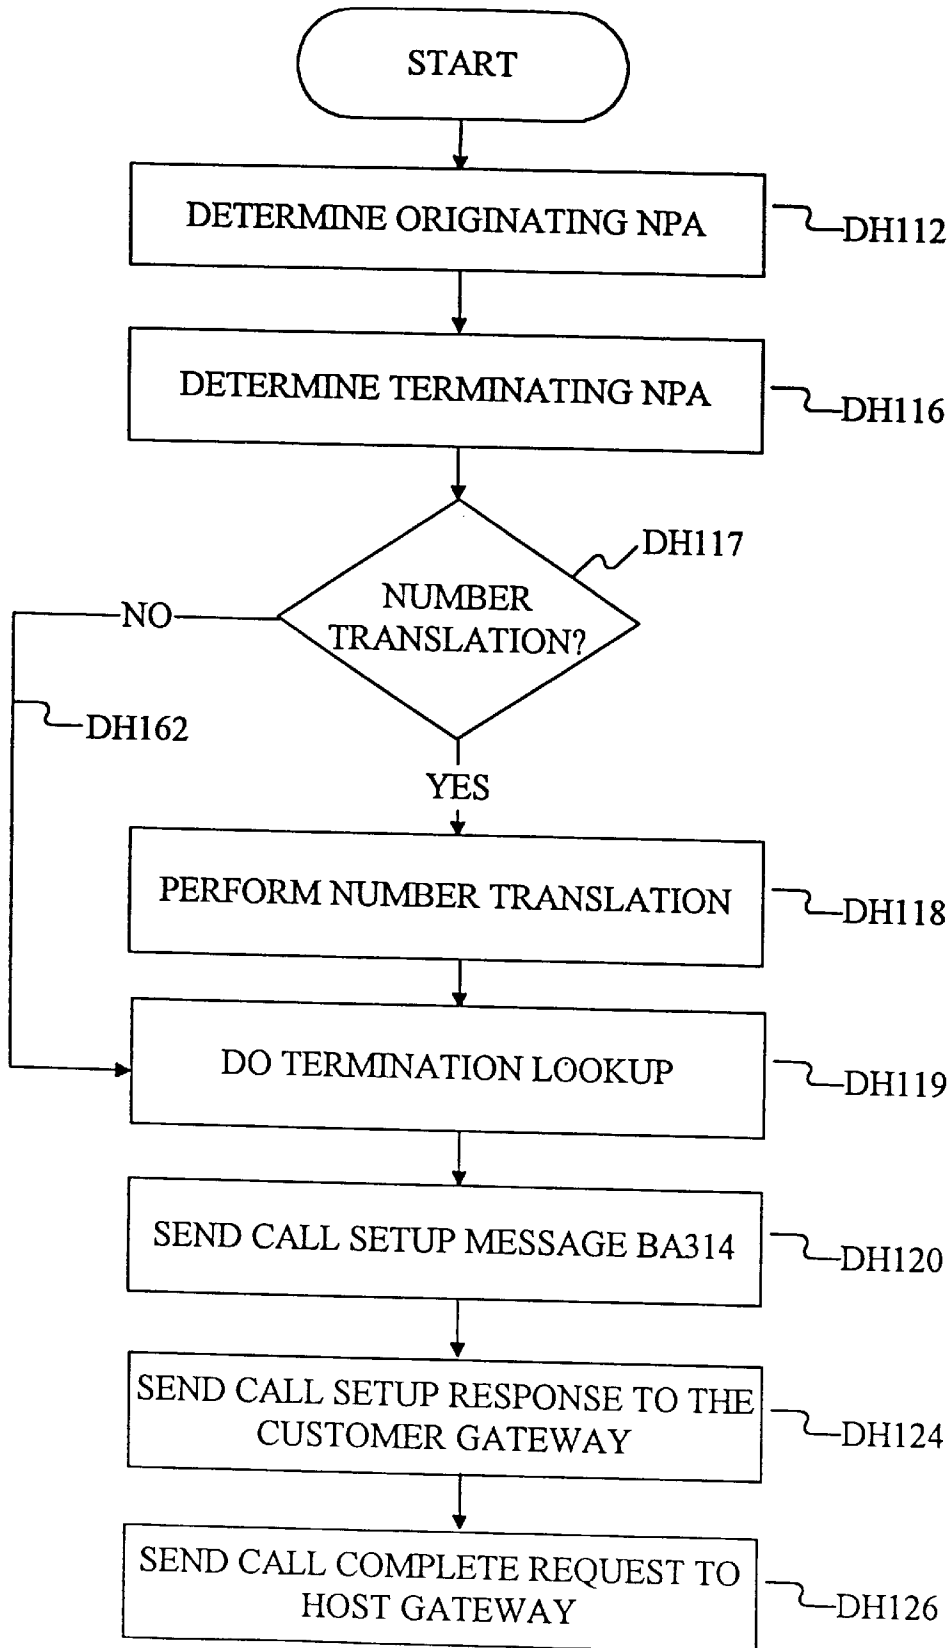 START
DETERMINE ORIGINATING NPA
DH112
DETERMINE TERMINATING NPA
DH116
DH117
NUMBER
TRANSLATION?
NO
DH162
YES
PERFORM NUMBER TRANSLATION
DH118
DO TERMINATION LOOKUP
DH119
SEND CALL SETUP MESSAGE BA314
DH120
SEND CALL SETUP RESPONSE TO THE
CUSTOMER GATEWAY
DH124
SEND CALL COMPLETE REQUEST TO
HOST GATEWAY
DH126